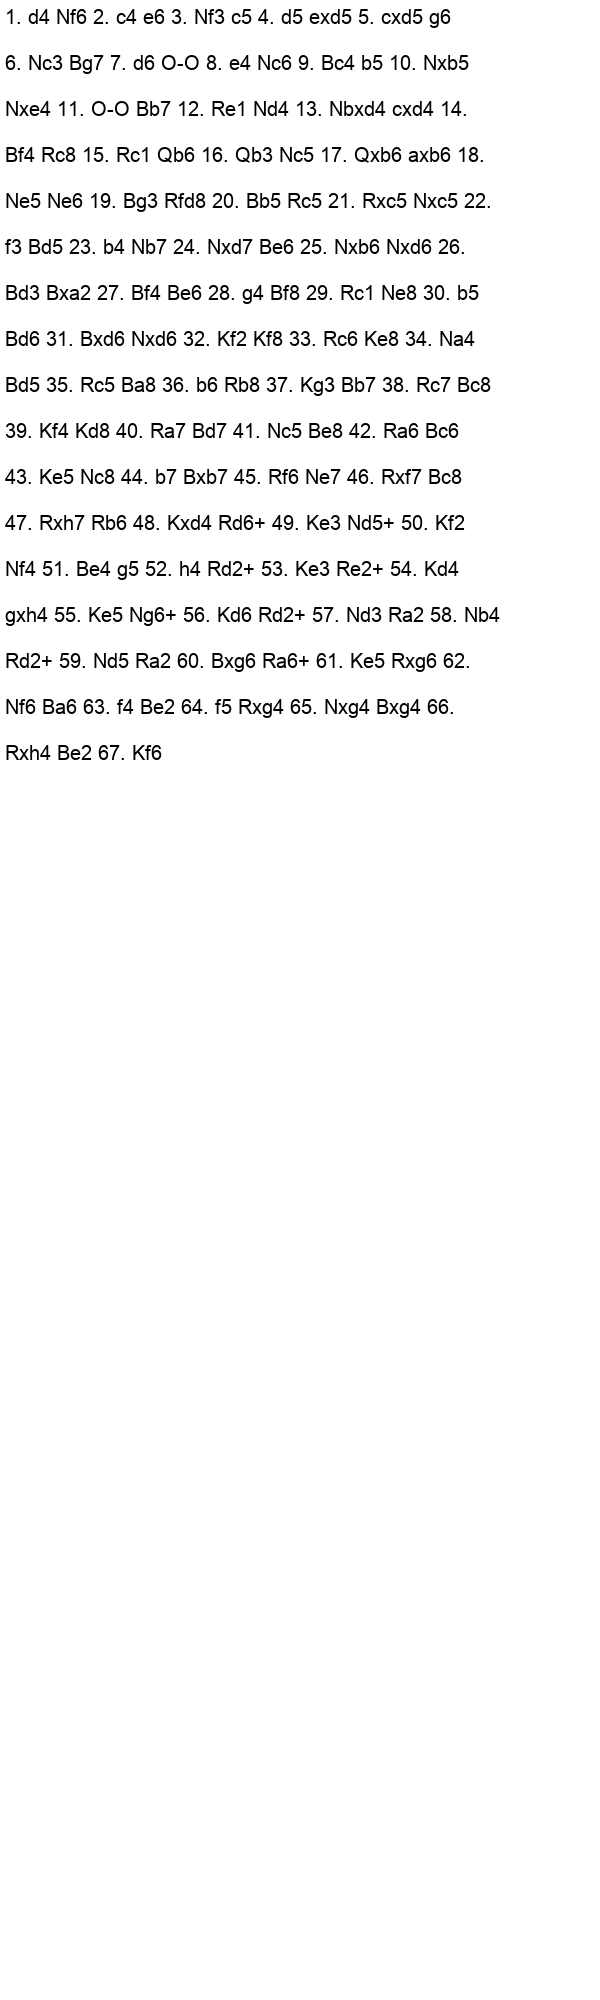 1. d4 Nf6 2. c4 e6 3. Nf3 c5 4. d5 exd5 5. cxd5 g6
6. Nc3 Bg7 7. d6 O-O 8. e4 Nc6 9. Bc4 b5 10. Nxb5
Nxe4 11. O-O Bb7 12. Re1 Nd4 13. Nbxd4 cxd4 14.
Bf4 Rc8 15. Rc1 Qb6 16. Qb3 Nc5 17. Qxb6 axb6 18.
Ne5 Ne6 19. Bg3 Rfd8 20. Bb5 Rc5 21. Rxc5 Nxc5 22.
f3 Bd5 23. b4 Nb7 24. Nxd7 Be6 25. Nxb6 Nxd6 26.
Bd3 Bxa2 27. Bf4 Be6 28. g4 Bf8 29. Rc1 Ne8 30. b5
Bd6 31. Bxd6 Nxd6 32. Kf2 Kf8 33. Rc6 Ke8 34. Na4
Bd5 35. Rc5 Ba8 36. b6 Rb8 37. Kg3 Bb7 38. Rc7 Bc8
39. Kf4 Kd8 40. Ra7 Bd7 41. Nc5 Be8 42. Ra6 Bc6
43. Ke5 Nc8 44. b7 Bxb7 45. Rf6 Ne7 46. Rxf7 Bc8
47. Rxh7 Rb6 48. Kxd4 Rd6+ 49. Ke3 Nd5+ 50. Kf2
Nf4 51. Be4 g5 52. h4 Rd2+ 53. Ke3 Re2+ 54. Kd4
gxh4 55. Ke5 Ng6+ 56. Kd6 Rd2+ 57. Nd3 Ra2 58. Nb4
Rd2+ 59. Nd5 Ra2 60. Bxg6 Ra6+ 61. Ke5 Rxg6 62.
Nf6 Ba6 63. f4 Be2 64. f5 Rxg4 65. Nxg4 Bxg4 66.
Rxh4 Be2 67. Kf6